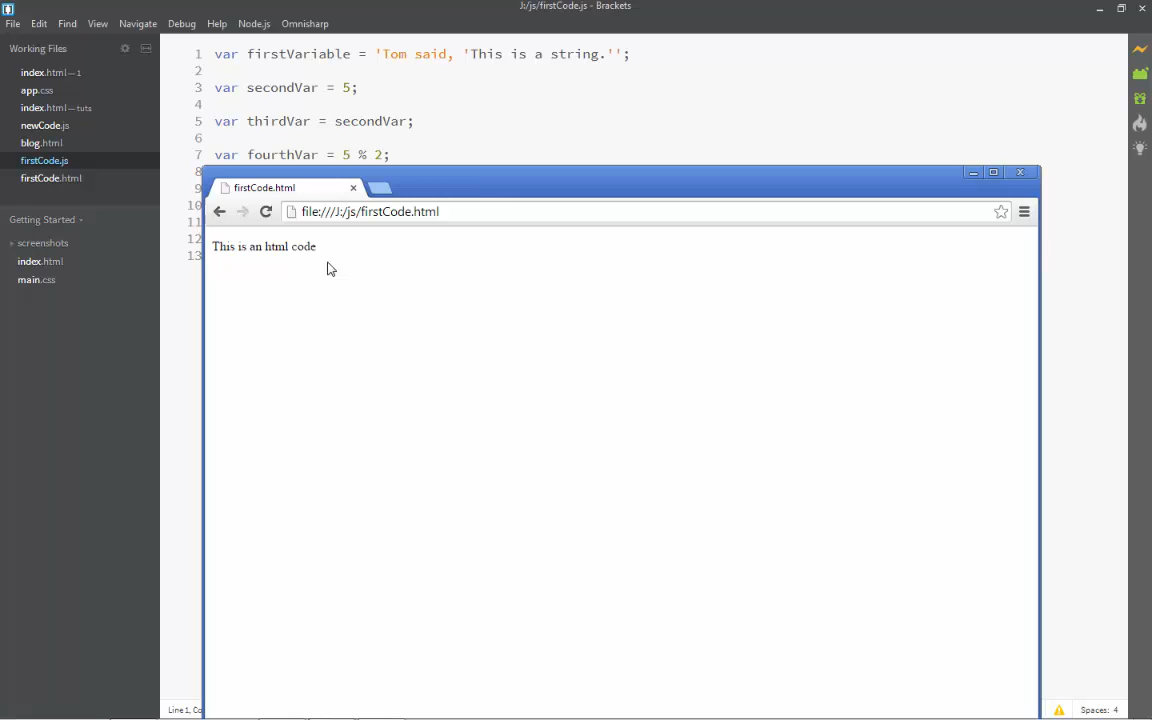 J:/js/firstCode.js - Brackets
File Edit Find View Navigate Debug Help Node.js Omnisharp
Working Files
index.html — 1
app.css
index.html — tuts
newCode.js
blog.html
firstCode.js
firstCode.html
Getting Started
screenshots
index.html
main.css
1 var firstVariable = 'Tom said, 'This is a string.'';
2
3 var secondVar = 5;
4
5 var thirdVar = secondVar;
6
7 var fourthVar = 5 % 2;
8
9
10
11
12
13
firstCode.html
file:///J:/js/firstCode.html
This is an html code
Line 1, Co
Spaces: 4